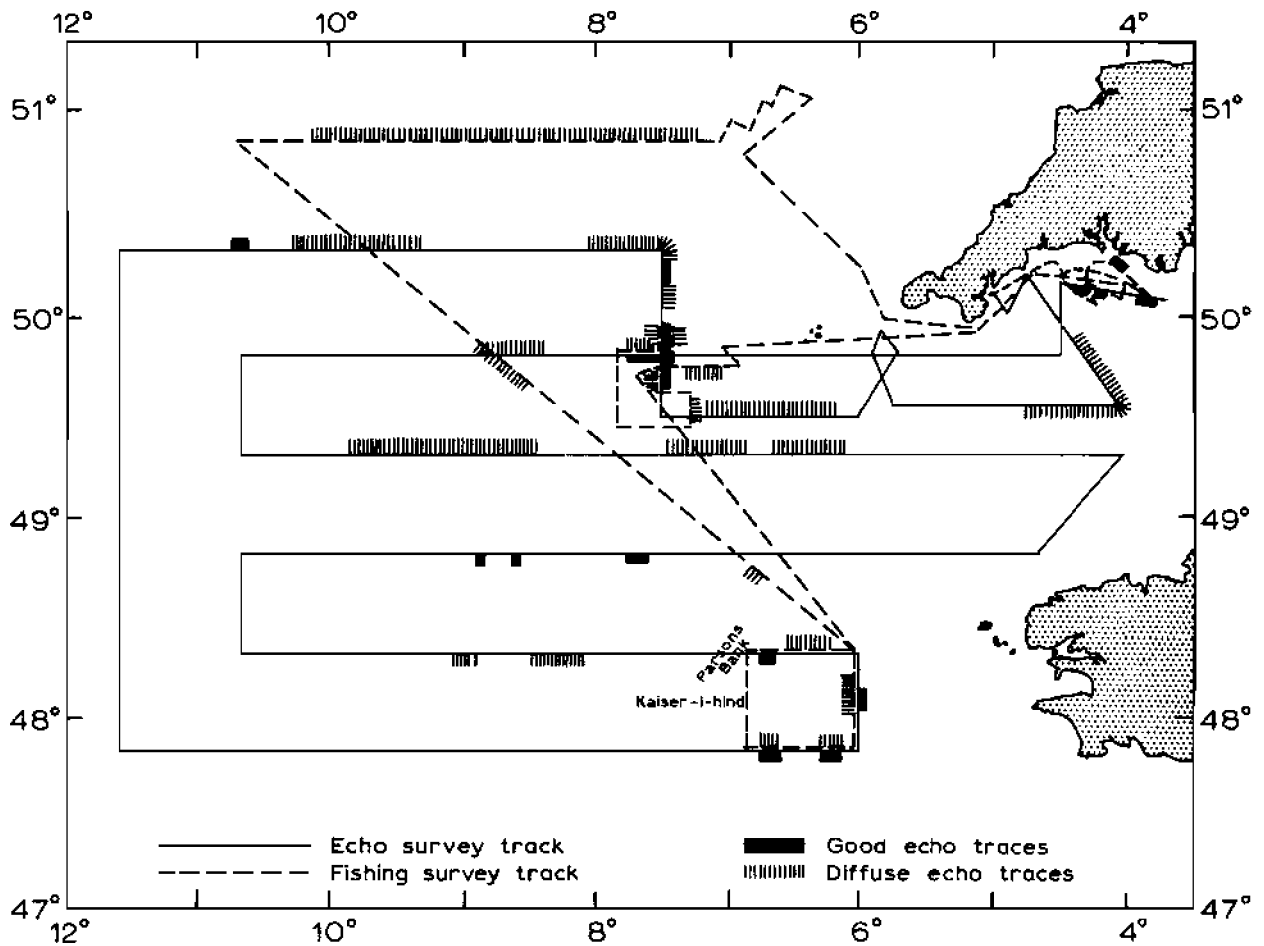 12° 10° 8° 6° 4°
51° 51°
50° 50°
49° 49°
Parsons
Bank
Kaiser-i-hind
48° 48°
Echo survey track
Good echo traces
Fishing survey track
Diffuse echo traces
47° 47°
12° 10° 8° 6° 4°